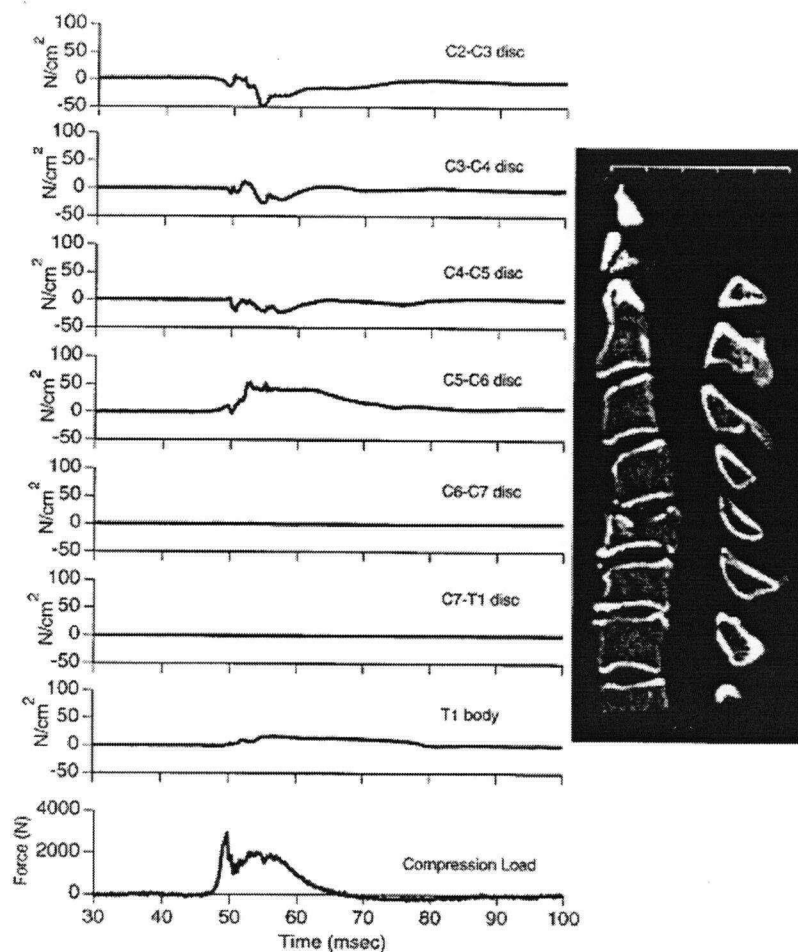 100
50
0
-50
N/cm²
C2-C3 disc
100
50
0
-50
N/cm²
C3-C4 disc
100
50
0
-50
N/cm²
C4-C5 disc
100
50
0
-50
N/cm²
C5-C6 disc
100
50
0
-50
N/cm²
C6-C7 disc
100
50
0
-50
N/cm²
C7-T1 disc
100
50
0
-50
N/cm²
T1 body
4000
2000
0
Force (N)
Compression Load
30 40 50 60 70 80 90 100
Time (msec)